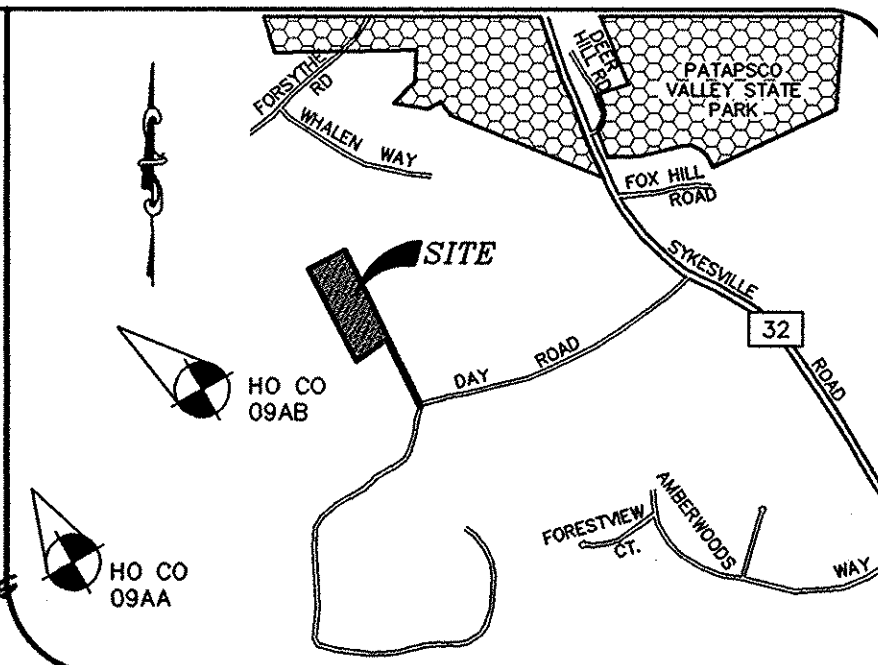 DEER
HILL RD
PATAPSCO
VALLEY STATE
PARK
FORSYTHE
RD
WHALEN WAY
FOX HILL
ROAD
SITE
SYKESVILLE
ROAD
32
DAY ROAD
HO CO
09AB
AMBERWOODS
WAY
FORESTVIEW
CT.
HO CO
09AA